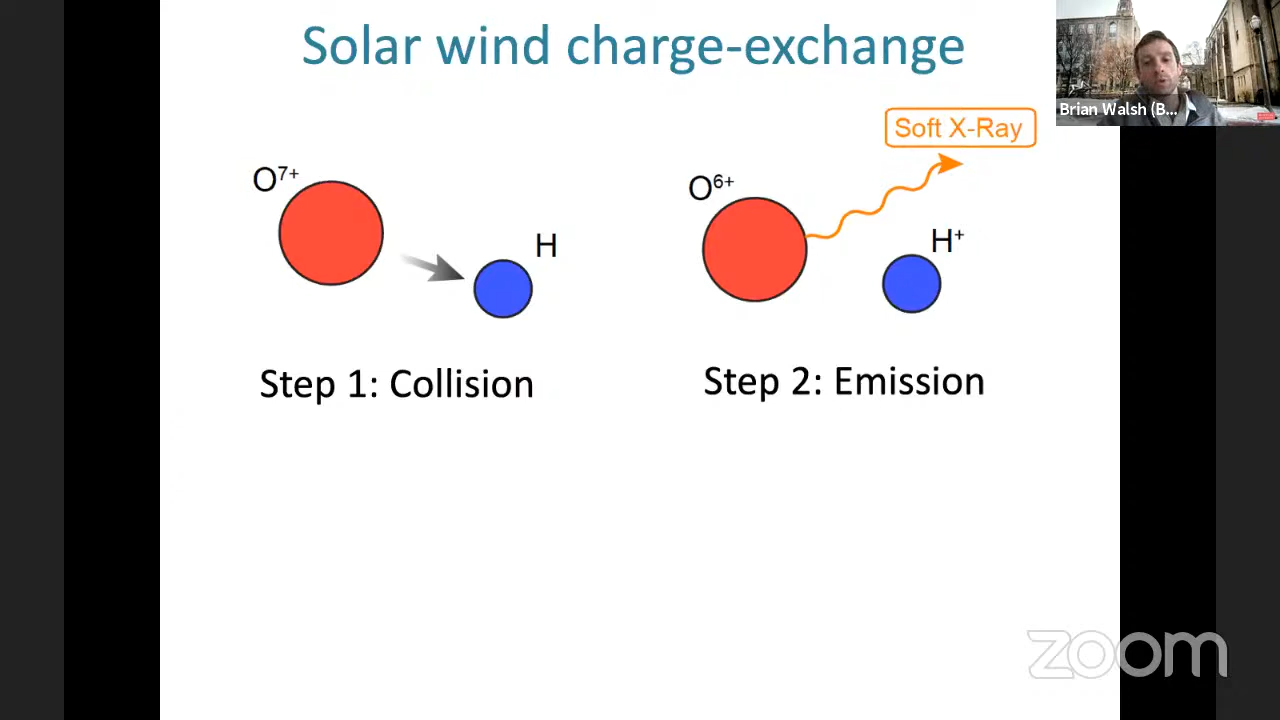 Solar wind charge-exchange
Brian Walsh (B...
Soft X-Ray
O⁷⁺
H
O⁶⁺
H⁺
Step 1: Collision
Step 2: Emission
zoom